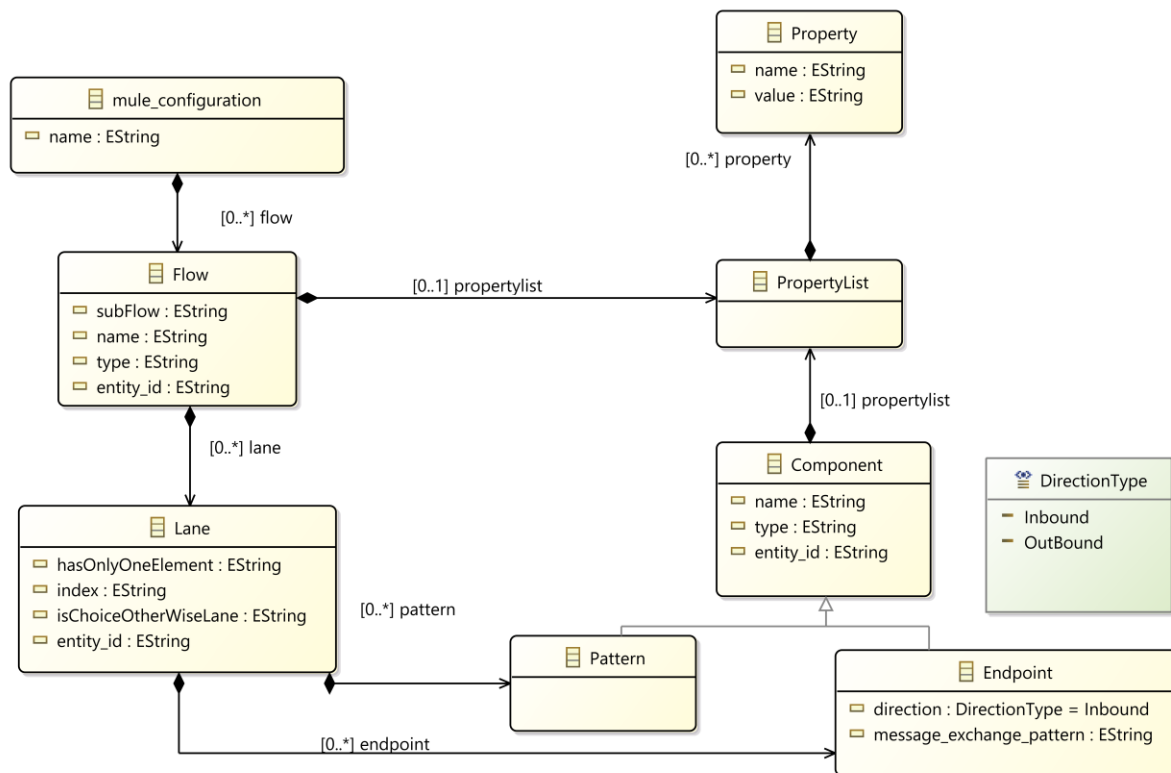 Property
name : EString
value : EString
mule_configuration
name : EString
[0..*] property
[0..*] flow
Flow
subFlow : EString
name : EString
type : EString
entity_id : EString
[0..1] propertylist
PropertyList
[0..1] propertylist
[0..*] lane
Component
name : EString
type : EString
entity_id : EString
DirectionType
Inbound
OutBound
Lane
hasOnlyOneElement : EString
index : EString
isChoiceOtherWiseLane : EString
entity_id : EString
[0..*] pattern
Pattern
Endpoint
direction : DirectionType = Inbound
message_exchange_pattern : EString
[0..*] endpoint